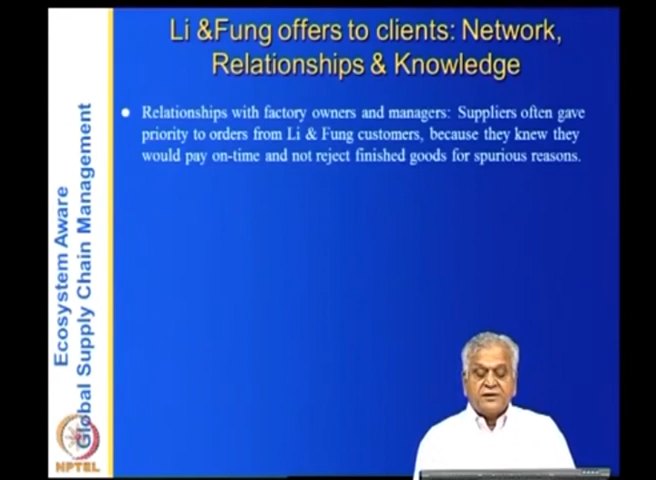 Li &Fung offers to clients: Network,
Relationships & Knowledge
Relationships with factory owners and managers: Suppliers often gave
priority to orders from Li & Fung customers, because they knew they
would pay on-time and not reject finished goods for spurious reasons.
Ecosystem Aware
Global Supply Chain Management
NPTEL